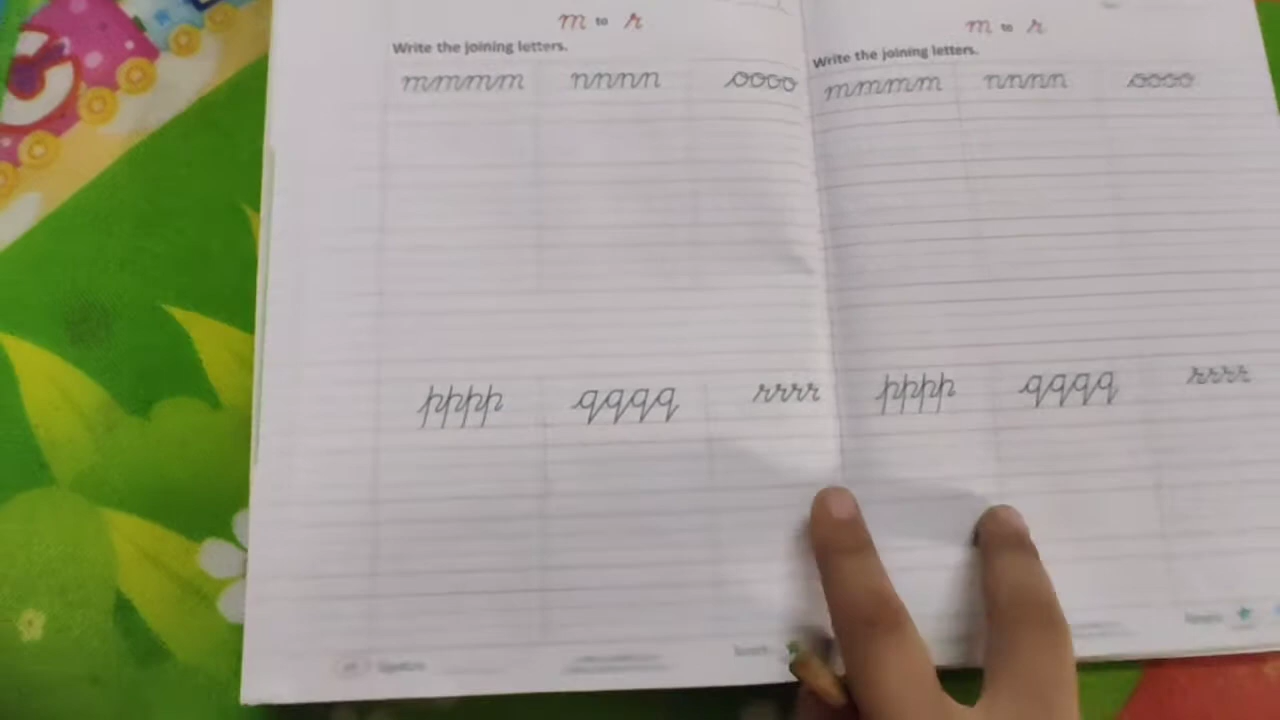 m to r
Write the joining letters.
mmmm nnnn oooo
pppp qqqq rrrr
m to r
Write the joining letters.
mmmm nnnn oooo
pppp qqqq rrrr